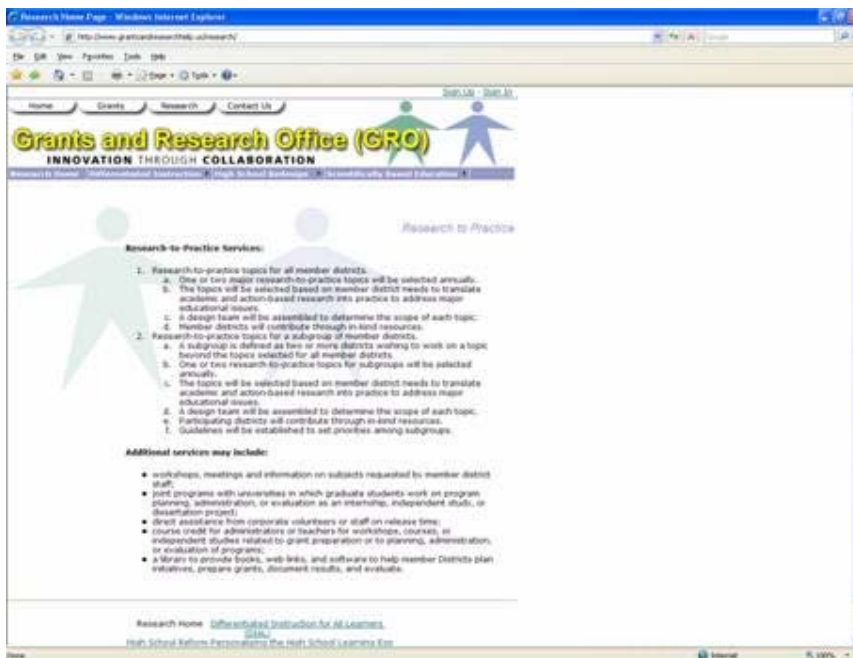 Research Home Page - Windows Internet Explorer
File Edit View Favorites Tools Help
Page Tools
Sign Up - Sign In
Home Grants Research Contact Us
Grants and Research Office (GRO)
INNOVATION THROUGH COLLABORATION
Research Home Differentiated Instruction High School Redesign Scientifically Based Education
Research to Practice
Research-to-Practice Services:
1. Research-to-practice topics for all member districts.
a. One or two major research-to-practice topics will be selected annually.
b. The topics will be selected based on member district needs to translate
academic and action-based research into practice to address major
educational issues.
c. A design team will be assembled to determine the scope of each topic.
d. Member districts will contribute through in-kind resources.
2. Research-to-practice topics for a subgroup of member districts.
a. A subgroup is defined as two or more districts wishing to work on a topic
beyond the topics selected for all member districts.
b. One or two research-to-practice topics for subgroups will be selected
annually.
c. The topics will be selected based on member district needs to translate
academic and action-based research into practice to address major
educational issues.
d. A design team will be assembled to determine the scope of each topic.
e. Participating districts will contribute through in-kind resources.
f. Guidelines will be established to set priorities among subgroups.
Additional services may include:
• workshops, meetings and information on subjects requested by member district
staff;
• joint programs with universities in which graduate students work on program
planning, administration, or evaluation as an internship, independent study, or
dissertation project;
• direct assistance from corporate volunteers or staff on release time;
• course credit for administrators or teachers for workshops, courses, or
independent studies related to grant preparation or to planning, administration,
or evaluation of programs;
• a library to provide books, web links, and software to help member Districts plan
initiatives, prepare grants, document results, and evaluate.
Research Home Differentiated Instruction for All Learners
High School Reform Personalizing the High School Learning
Done Internet 100%